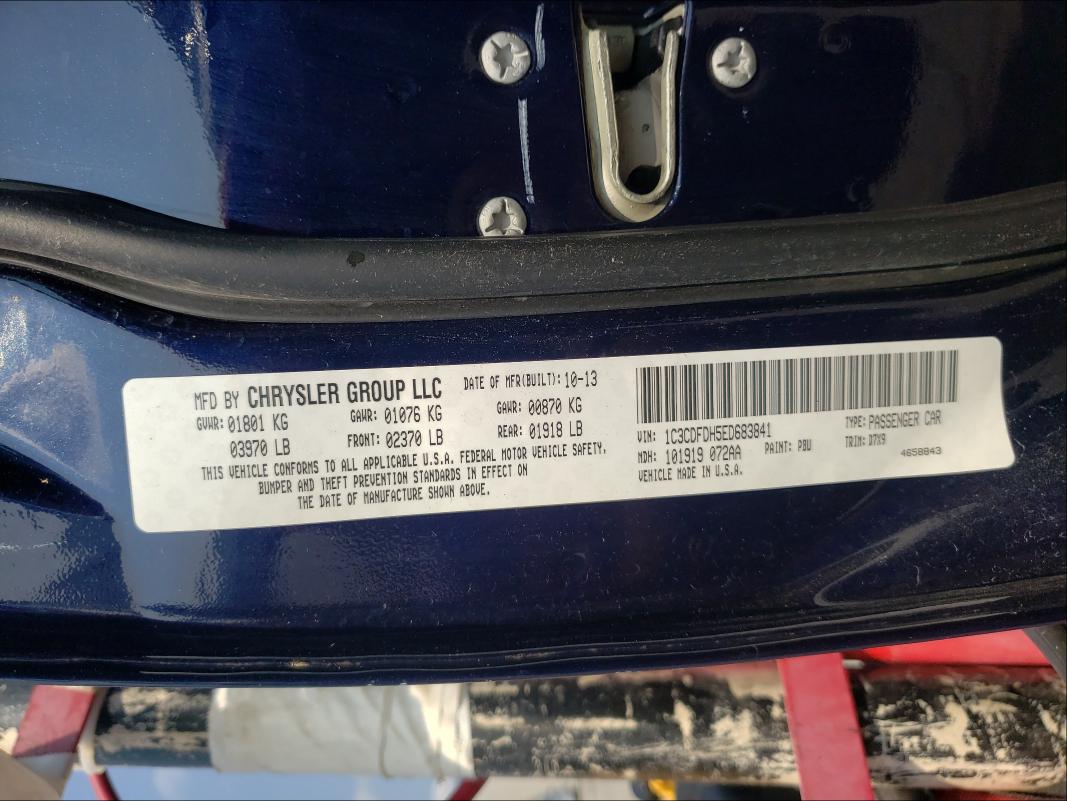 MFD BY CHRYSLER GROUP LLC DATE OF MFR(BUILT): 10-13
GVWR: 01801 KG GAWR: 01076 KG GAWR: 00870 KG
03970 LB FRONT: 02370 LB REAR: 01918 LB
THIS VEHICLE CONFORMS TO ALL APPLICABLE U.S.A. FEDERAL MOTOR VEHICLE SAFETY,
BUMPER AND THEFT PREVENTION STANDARDS IN EFFECT ON
THE DATE OF MANUFACTURE SHOWN ABOVE.
VIN: 1C3CDFDH5ED683841 TYPE: PASSENGER CAR
MDH: 101919 072AA PAINT: PBU TRIM: D7X9
VEHICLE MADE IN U.S.A. 4658843